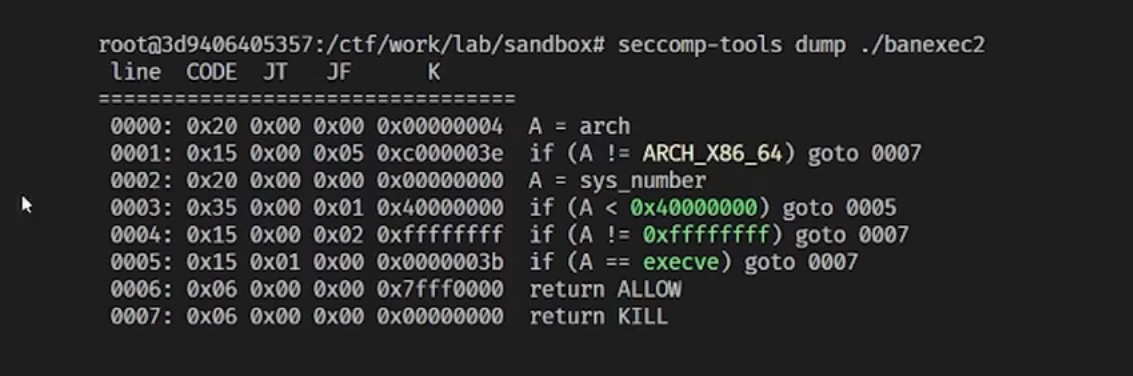 root@3d9406405357:/ctf/work/lab/sandbox# seccomp-tools dump ./banexec2
line CODE JT JF K
=================================
0000: 0x20 0x00 0x00 0x00000004 A = arch
0001: 0x15 0x00 0x05 0xc000003e if (A != ARCH_X86_64) goto 0007
0002: 0x20 0x00 0x00 0x00000000 A = sys_number
0003: 0x35 0x00 0x01 0x40000000 if (A < 0x40000000) goto 0005
0004: 0x15 0x00 0x02 0xffffffff if (A != 0xffffffff) goto 0007
0005: 0x15 0x01 0x00 0x0000003b if (A == execve) goto 0007
0006: 0x06 0x00 0x00 0x7fff0000 return ALLOW
0007: 0x06 0x00 0x00 0x00000000 return KILL